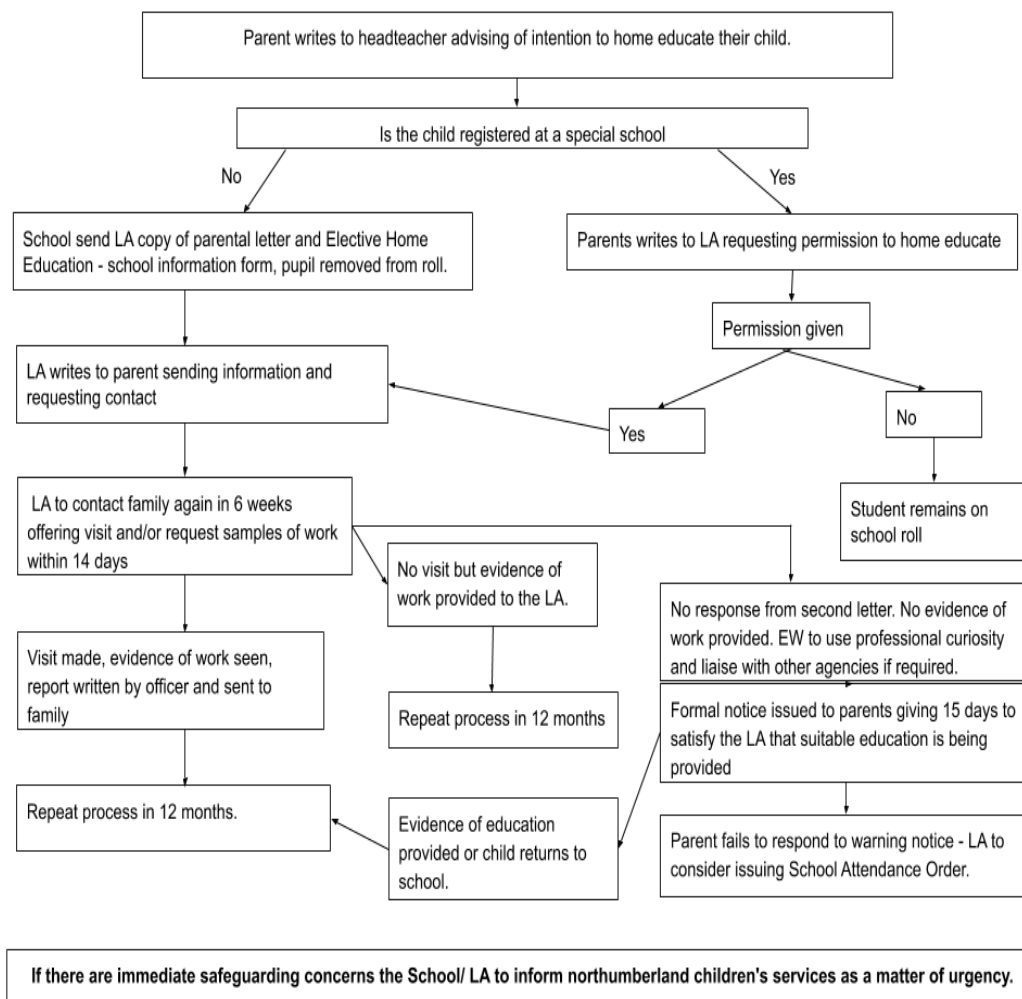 Parent writes to headteacher advising of intention to home educate their child.
Is the child registered at a special school
No
Yes
School send LA copy of parental letter and Elective Home
Education - school information form, pupil removed from roll.
Parents writes to LA requesting permission to home educate
Permission given
LA writes to parent sending information and
requesting contact
Yes
No
LA to contact family again in 6 weeks
offering visit and/or request samples of work
within 14 days
Student remains on
school roll
No visit but evidence of
work provided to the LA.
No response from second letter. No evidence of
work provided. EW to use professional curiosity
and liaise with other agencies if required.
Visit made, evidence of work seen,
report written by officer and sent to
family
Repeat process in 12 months
Formal notice issued to parents giving 15 days to
satisfy the LA that suitable education is being
provided
Repeat process in 12 months.
Evidence of education
provided or child returns to
school.
Parent fails to respond to warning notice - LA to
consider issuing School Attendance Order.
If there are immediate safeguarding concerns the School/ LA to inform northumberland children's services as a matter of urgency.